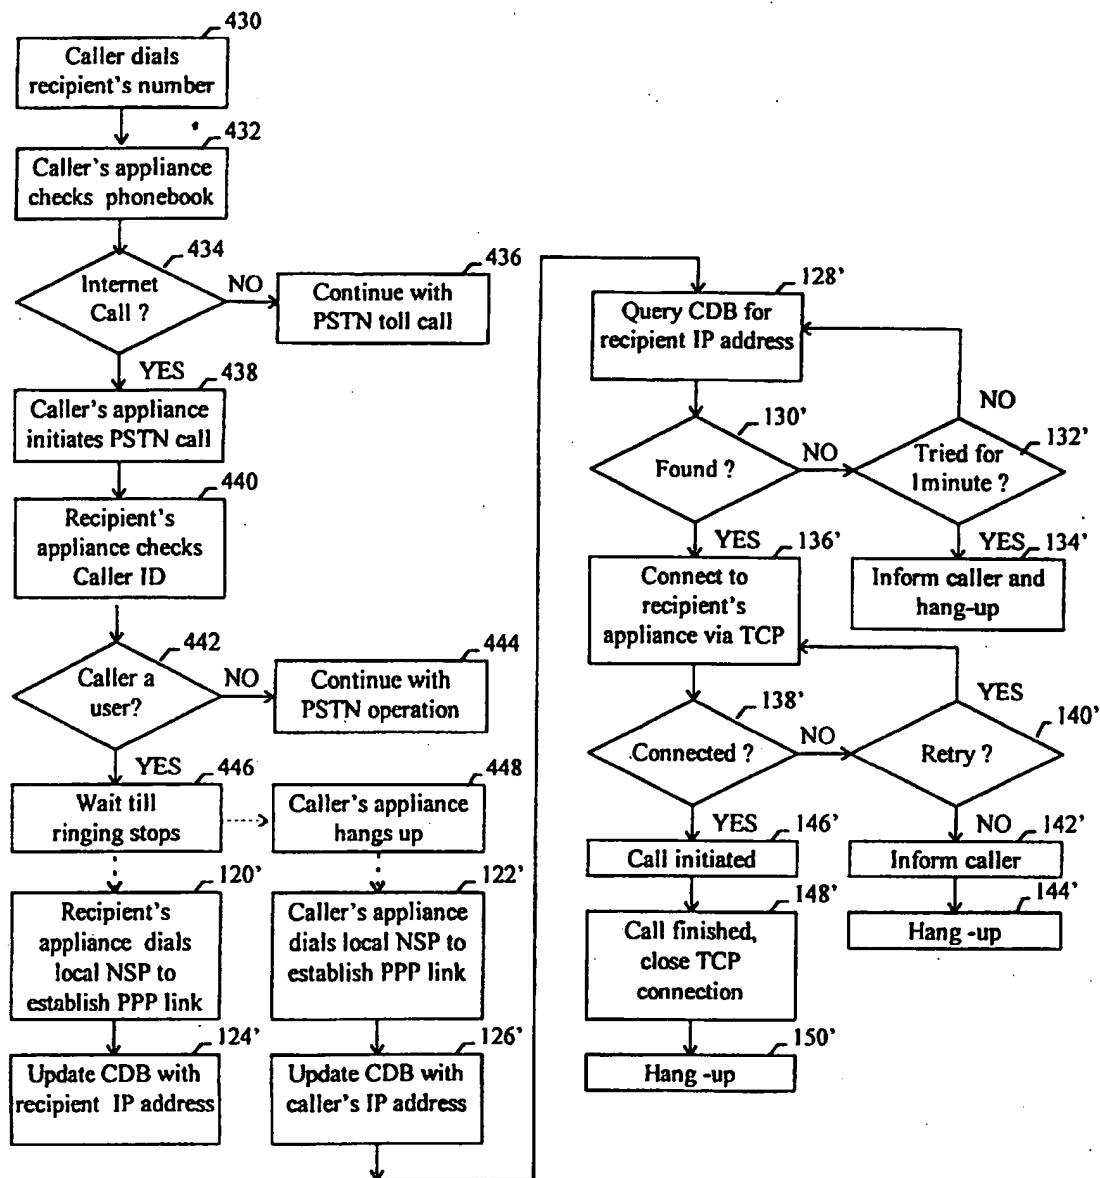 430
Caller dials
recipient's number
432
Caller's appliance
checks phonebook
434
Internet
Call ?
NO
436
Continue with
PSTN toll call
YES
438
Caller's appliance
initiates PSTN call
440
Recipient's
appliance checks
Caller ID
442
Caller a
user?
NO
444
Continue with
PSTN operation
YES
446
Wait till
ringing stops
448
Caller's appliance
hangs up
120'
Recipient's
appliance dials
local NSP to
establish PPP link
122'
Caller's appliance
dials local NSP to
establish PPP link
124'
Update CDB with
recipient IP address
126'
Update CDB with
caller's IP address
128'
Query CDB for
recipient IP address
130'
Found ?
NO
132'
Tried for
1minute ?
NO
YES
134'
Inform caller and
hang-up
YES
136'
Connect to
recipient's
appliance via TCP
138'
Connected ?
NO
140'
Retry ?
YES
NO
142'
Inform caller
144'
Hang -up
YES
146'
Call initiated
148'
Call finished,
close TCP
connection
150'
Hang -up